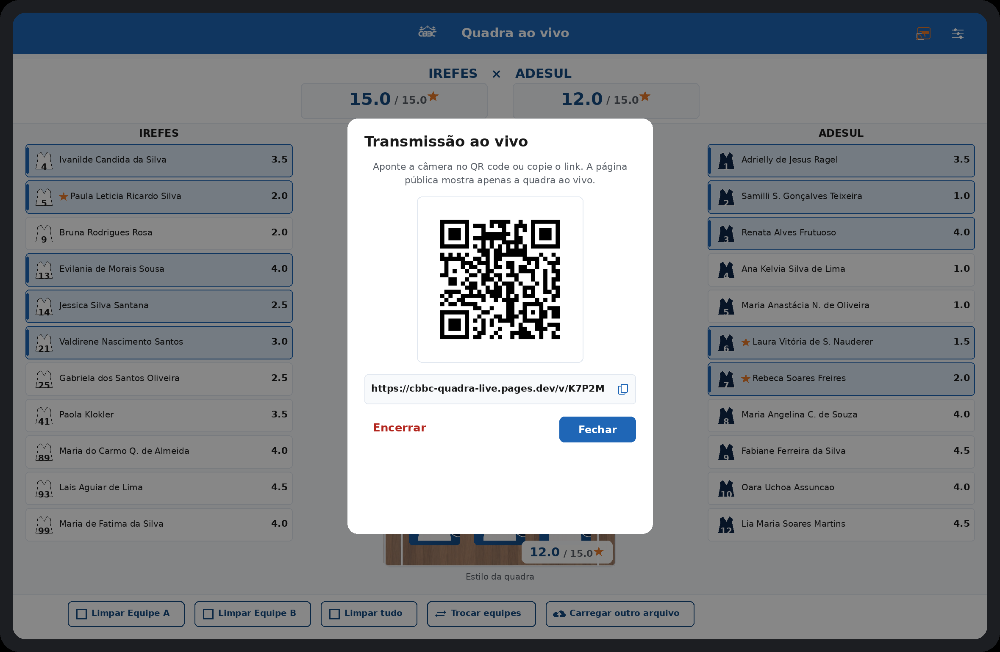 CBBC Quadra ao vivo
IREFES × ADESUL
15.0 / 15.0 12.0 / 15.0
IREFES
4 Ivanilde Candida da Silva 3.5
5 Paula Leticia Ricardo Silva 2.0
9 Bruna Rodrigues Rosa 2.0
13 Evilania de Morais Sousa 4.0
14 Jessica Silva Santana 2.5
21 Valdirene Nascimento Santos 3.0
25 Gabriela dos Santos Oliveira 2.5
41 Paola Klokler 3.5
89 Maria do Carmo Q. de Almeida 4.0
93 Lais Aguiar de Lima 4.5
99 Maria de Fatima da Silva 4.0
Transmissão ao vivo
Aponte a câmera no QR code ou copie o link. A página
pública mostra apenas a quadra ao vivo.
https://cbbc-quadra-live.pages.dev/v/K7P2M
Encerrar Fechar
12.0 / 15.0
Estilo da quadra
ADESUL
1 Adrielly de Jesus Ragel 3.5
2 Samilli S. Gonçalves Teixeira 1.0
3 Renata Alves Frutuoso 4.0
4 Ana Kelvia Silva de Lima 1.0
5 Maria Anastácia N. de Oliveira 1.0
6 Laura Vitória de S. Nauderer 1.5
7 Rebeca Soares Freires 2.0
8 Maria Angelina C. de Souza 4.0
9 Fabiane Ferreira da Silva 4.5
10 Oara Uchoa Assuncao 4.0
12 Lia Maria Soares Martins 4.5
Limpar Equipe A Limpar Equipe B Limpar tudo Trocar equipes Carregar outro arquivo